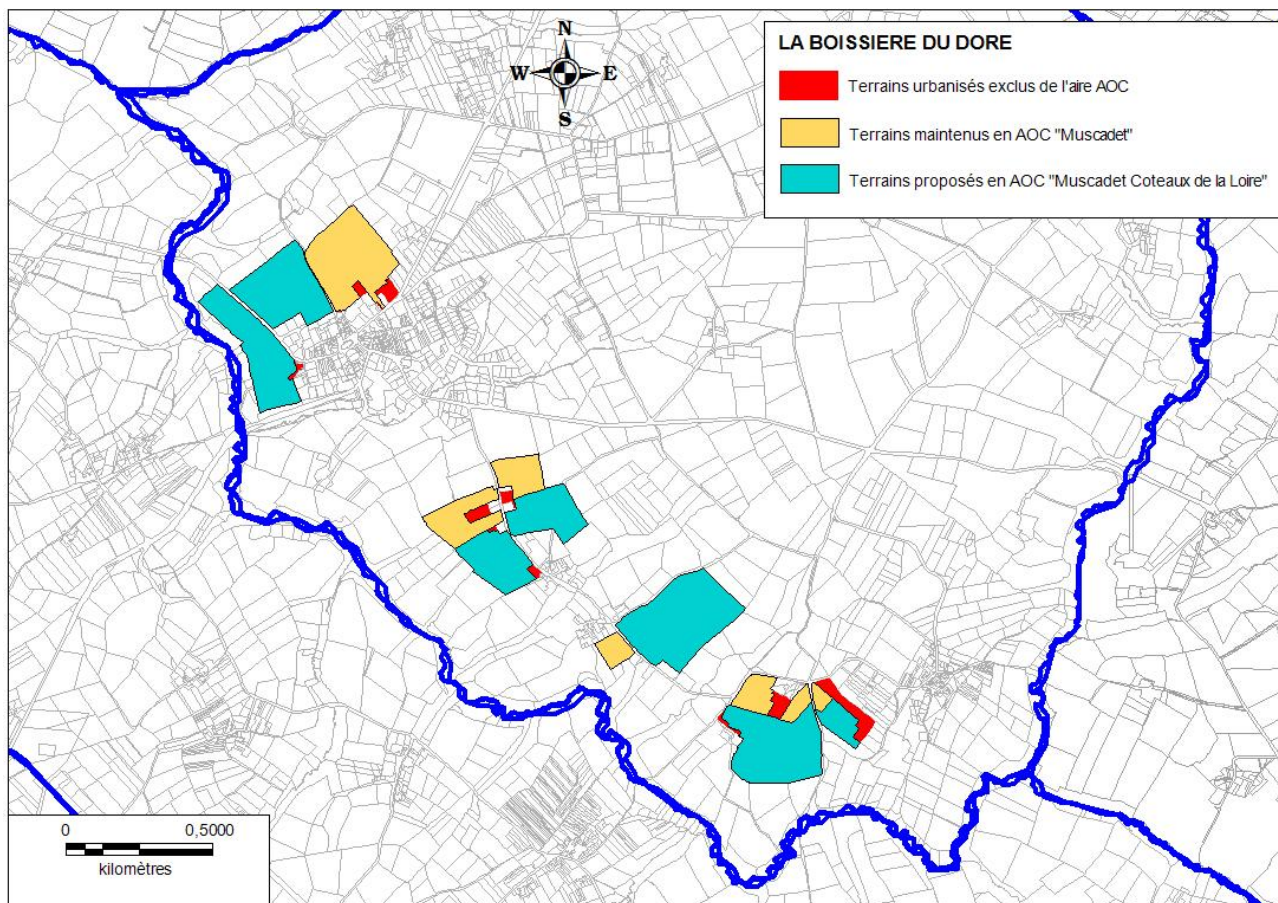 N
W
E
S
LA BOISSIERE DU DORE
Terrains urbanisés exclus de l'aire AOC
Terrains maintenus en AOC "Muscadet"
Terrains proposés en AOC "Muscadet Coteaux de la Loire"
0 0,5000
kilomètres